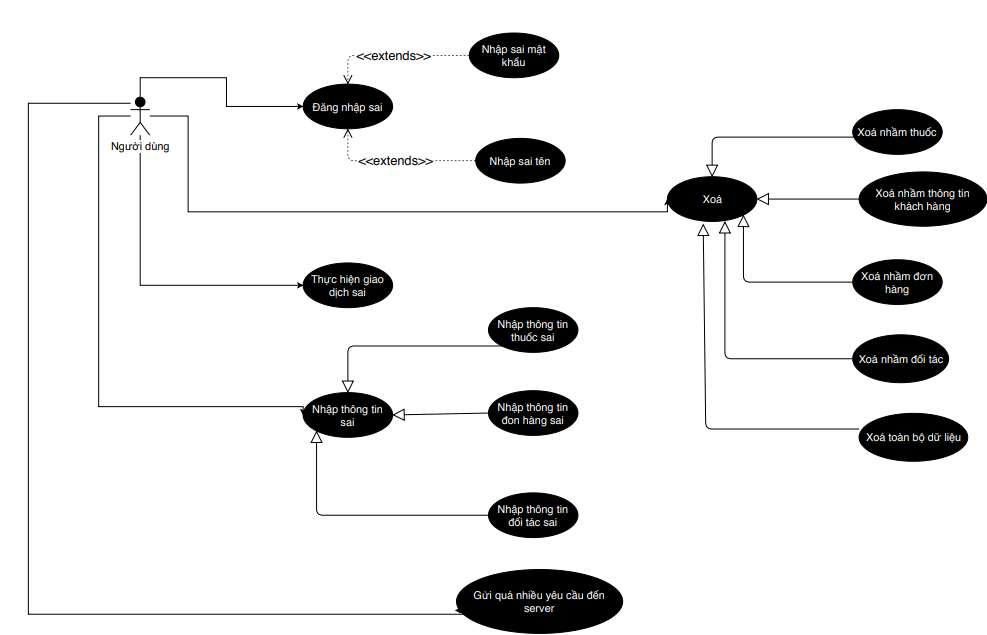 Nhập sai mật
khẩu
<<extends>>
Đăng nhập sai
<<extends>>
Nhập sai tên
Người dùng
Xoá nhầm thuốc
Xoá
Xoá nhầm thông tin
khách hàng
Xoá nhầm đơn
hàng
Xoá nhầm đối tác
Xoá toàn bộ dữ liệu
Thực hiện giao
dịch sai
Nhập thông tin
thuốc sai
Nhập thông tin
sai
Nhập thông tin
đon hàng sai
Nhập thông tin
đối tác sai
Gửi quá nhiều yêu cầu đến
server